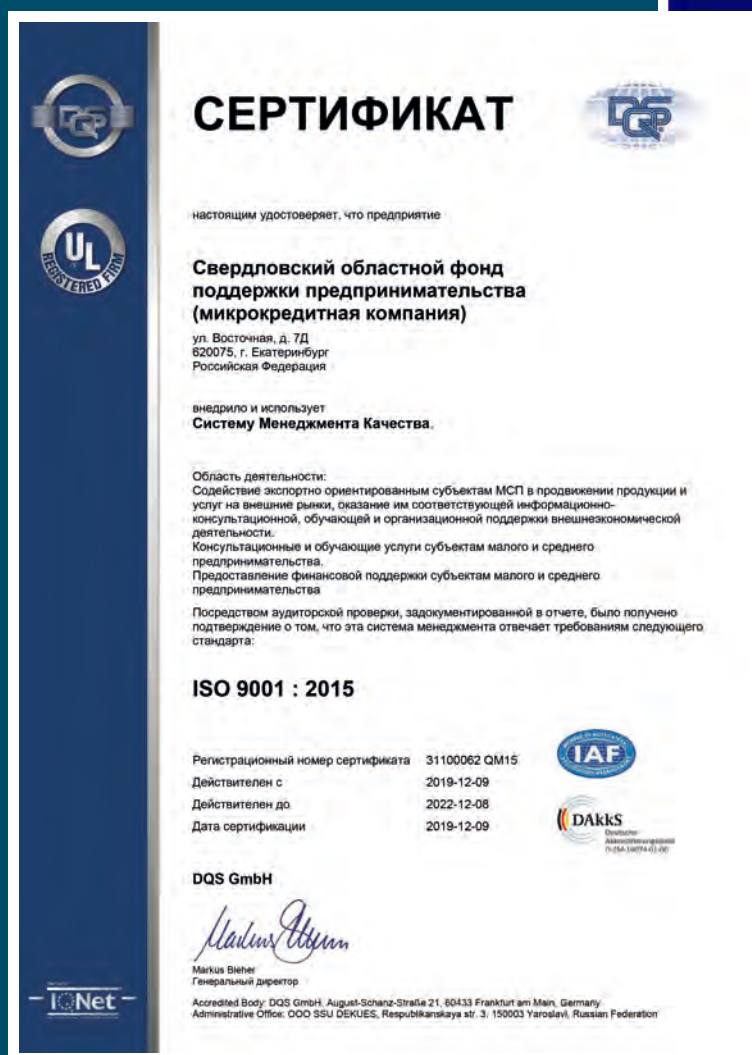 DQS
СЕРТИФИКАТ
DQS
UL
REGISTERED FIRM
настоящим удостоверяет, что предприятие
Свердловский областной фонд
поддержки предпринимательства
(микрокредитная компания)
ул. Восточная, д. 7Д
620075, г. Екатеринбург
Российская Федерация
внедрило и использует
Систему Менеджмента Качества.
Область деятельности:
Содействие экспортно ориентированным субъектам МСП в продвижении продукции и
услуг на внешние рынки, оказание им соответствующей информационно-
консультационной, обучающей и организационной поддержки внешнеэкономической
деятельности.
Консультационные и обучающие услуги субъектам малого и среднего
предпринимательства.
Предоставление финансовой поддержки субъектам малого и среднего
предпринимательства
Посредством аудиторской проверки, задокументированной в отчете, было получено
подтверждение о том, что эта система менеджмента отвечает требованиям следующего
стандарта:
ISO 9001 : 2015
Регистрационный номер сертификата 31100062 QM15
Действителен с 2019-12-09
Действителен до 2022-12-08
Дата сертификации 2019-12-09
IAF
DAkkS
Deutsche
Akkreditierungsstelle
DQS GmbH
Markus Bleher
Генеральный директор
IQNet
Accredited Body: DQS GmbH, August-Schanz-Straße 21, 60433 Frankfurt am Main, Germany
Administrative Office: OOO SSU DEKUES, Respublikanskaya str. 3, 150003 Yaroslavl, Russian Federation